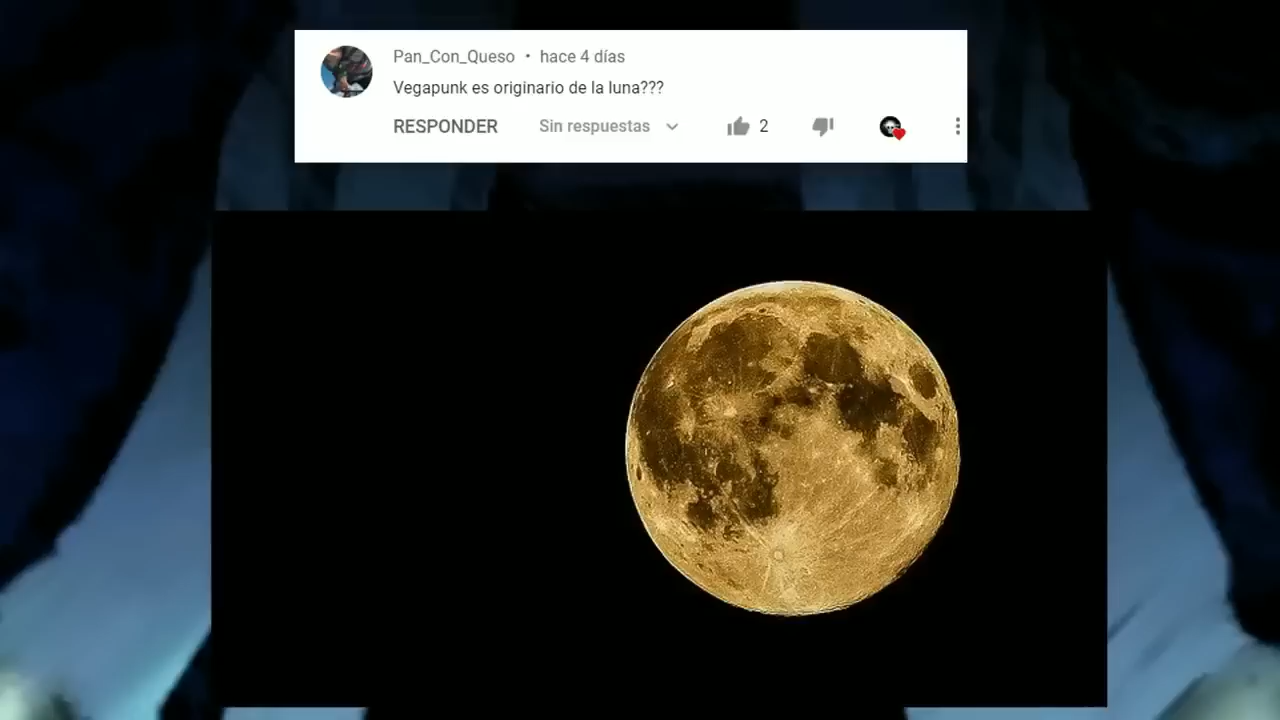 Pan_Con_Queso • hace 4 días
Vegapunk es originario de la luna???
RESPONDER Sin respuestas 2